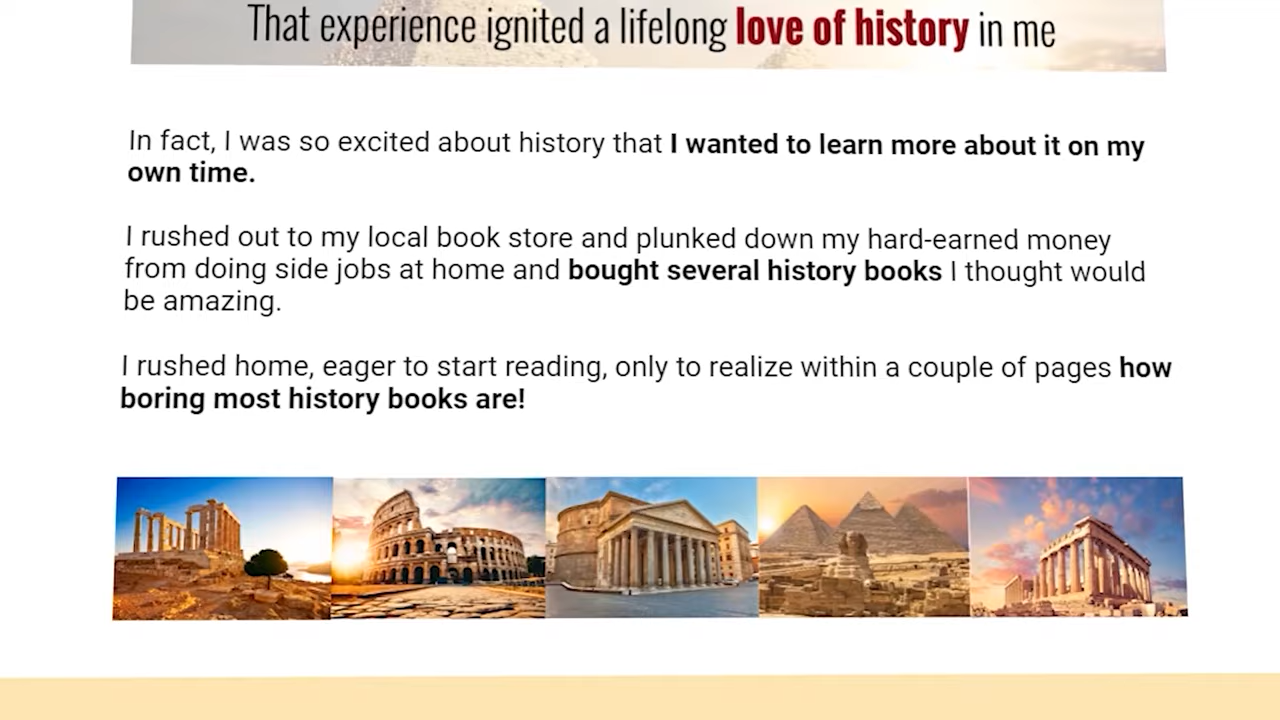 That experience ignited a lifelong love of history in me
In fact, I was so excited about history that I wanted to learn more about it on my
own time.
I rushed out to my local book store and plunked down my hard-earned money
from doing side jobs at home and bought several history books I thought would
be amazing.
I rushed home, eager to start reading, only to realize within a couple of pages how
boring most history books are!